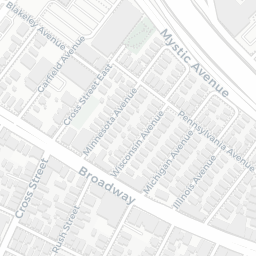 Blakeley Avenue
Mystic Avenue
Garfield Avenue
Cross Street East
Minnesota Avenue
Pennsylvania Avenue
Wisconsin Avenue
Michigan Avenue
Illinois Avenue
Broadway
Cross Street
Rush Street